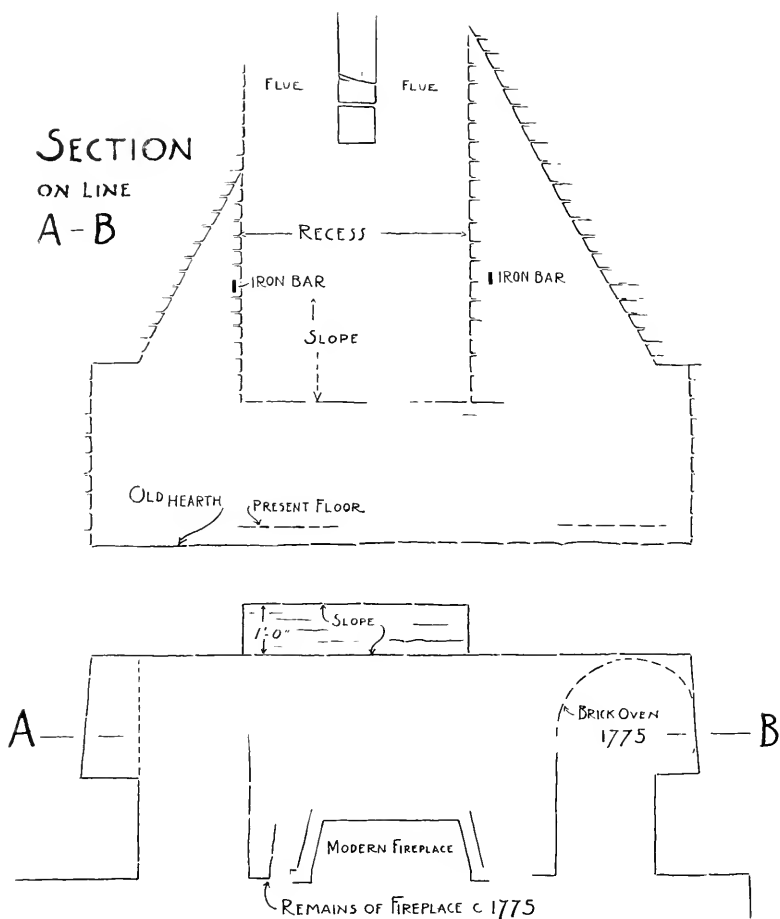 FLUE FLUE
SECTION
ON LINE
A-B
RECESS
IRON BAR IRON BAR
SLOPE
OLD HEARTH
PRESENT FLOOR
SLOPE
1'-0"
BRICK OVEN
1775
A B
MODERN FIREPLACE
REMAINS OF FIREPLACE C 1775